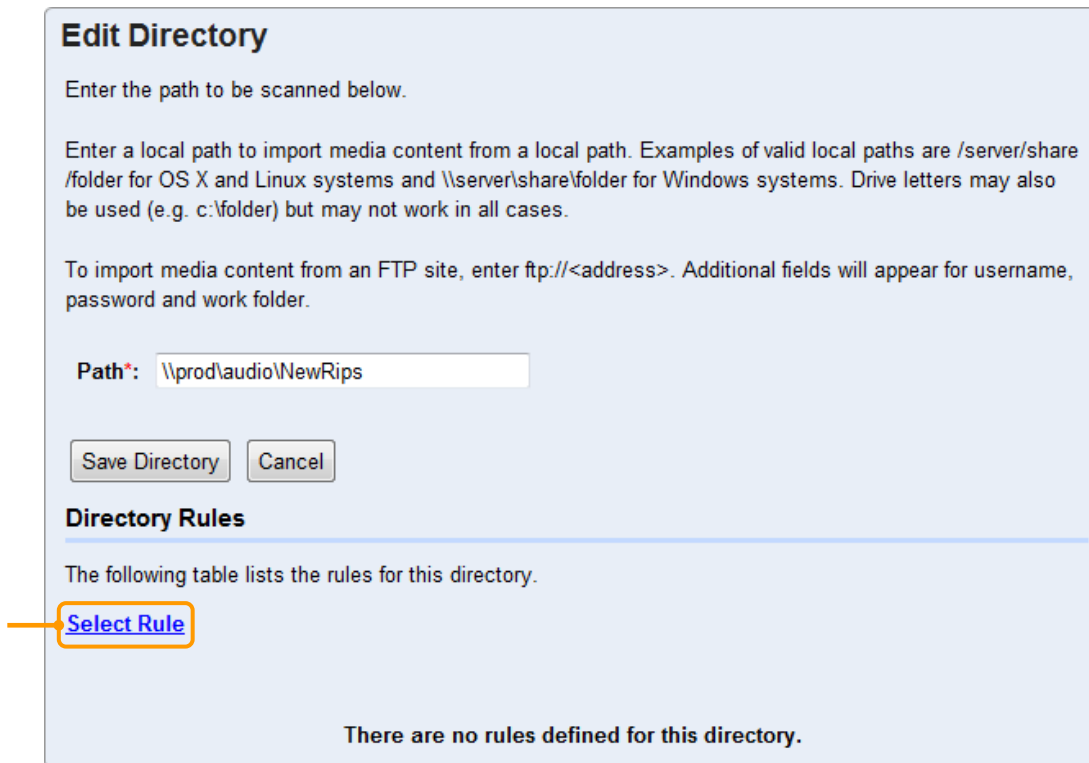 Edit Directory
Enter the path to be scanned below.
Enter a local path to import media content from a local path. Examples of valid local paths are /server/share
/folder for OS X and Linux systems and \\server\share\folder for Windows systems. Drive letters may also
be used (e.g. c:\folder) but may not work in all cases.
To import media content from an FTP site, enter ftp://<address>. Additional fields will appear for username,
password and work folder.
Path*: \\prod\audio\NewRips
Save Directory Cancel
Directory Rules
The following table lists the rules for this directory.
Select Rule
There are no rules defined for this directory.